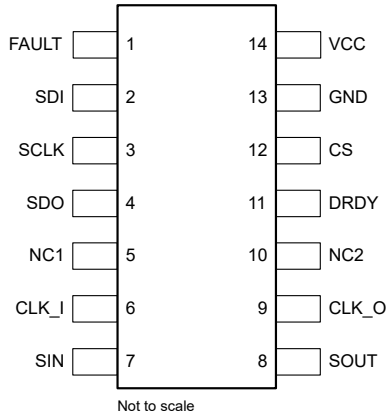 FAULT 1 14 VCC
SDI 2 13 GND
SCLK 3 12 CS
SDO 4 11 DRDY
NC1 5 10 NC2
CLK_I 6 9 CLK_O
SIN 7 8 SOUT
Not to scale